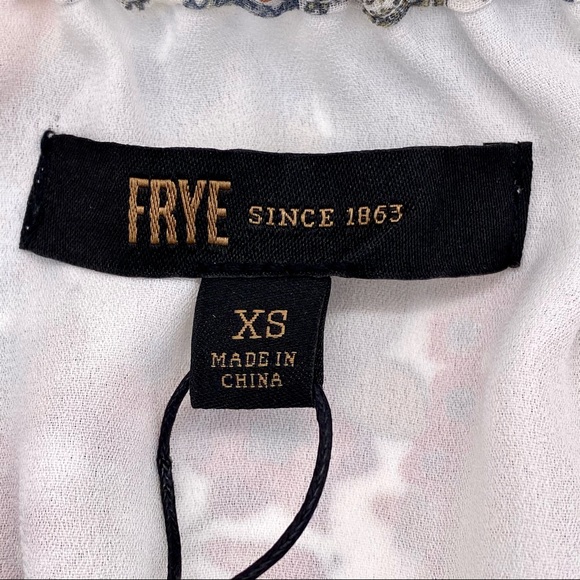 FRYE SINCE 1863
XS
MADE IN
CHINA